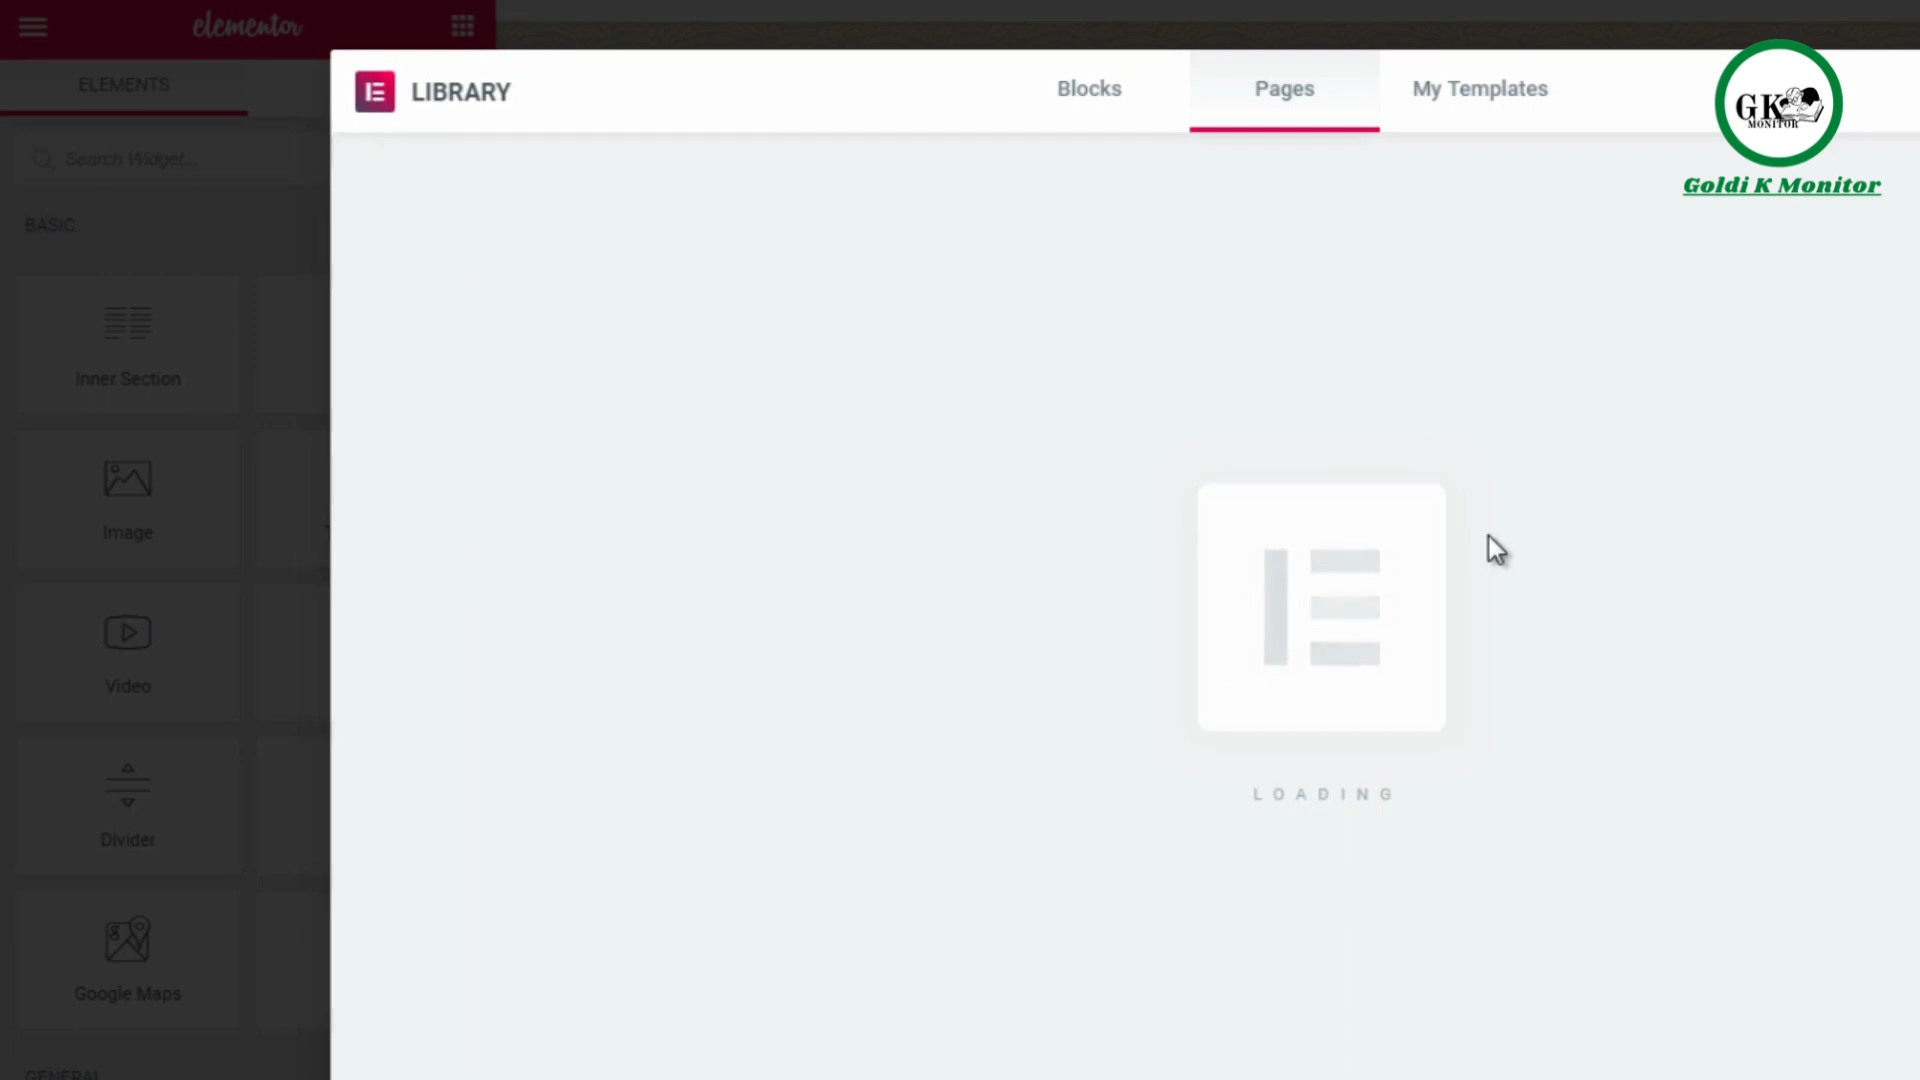 elementor
ELEMENTS
LIBRARY
Blocks
Pages
My Templates
GK
MONITOR
Goldi K Monitor
Search Widget...
BASIC
Inner Section
Image
Video
Divider
Google Maps
LOADING
GENERAL